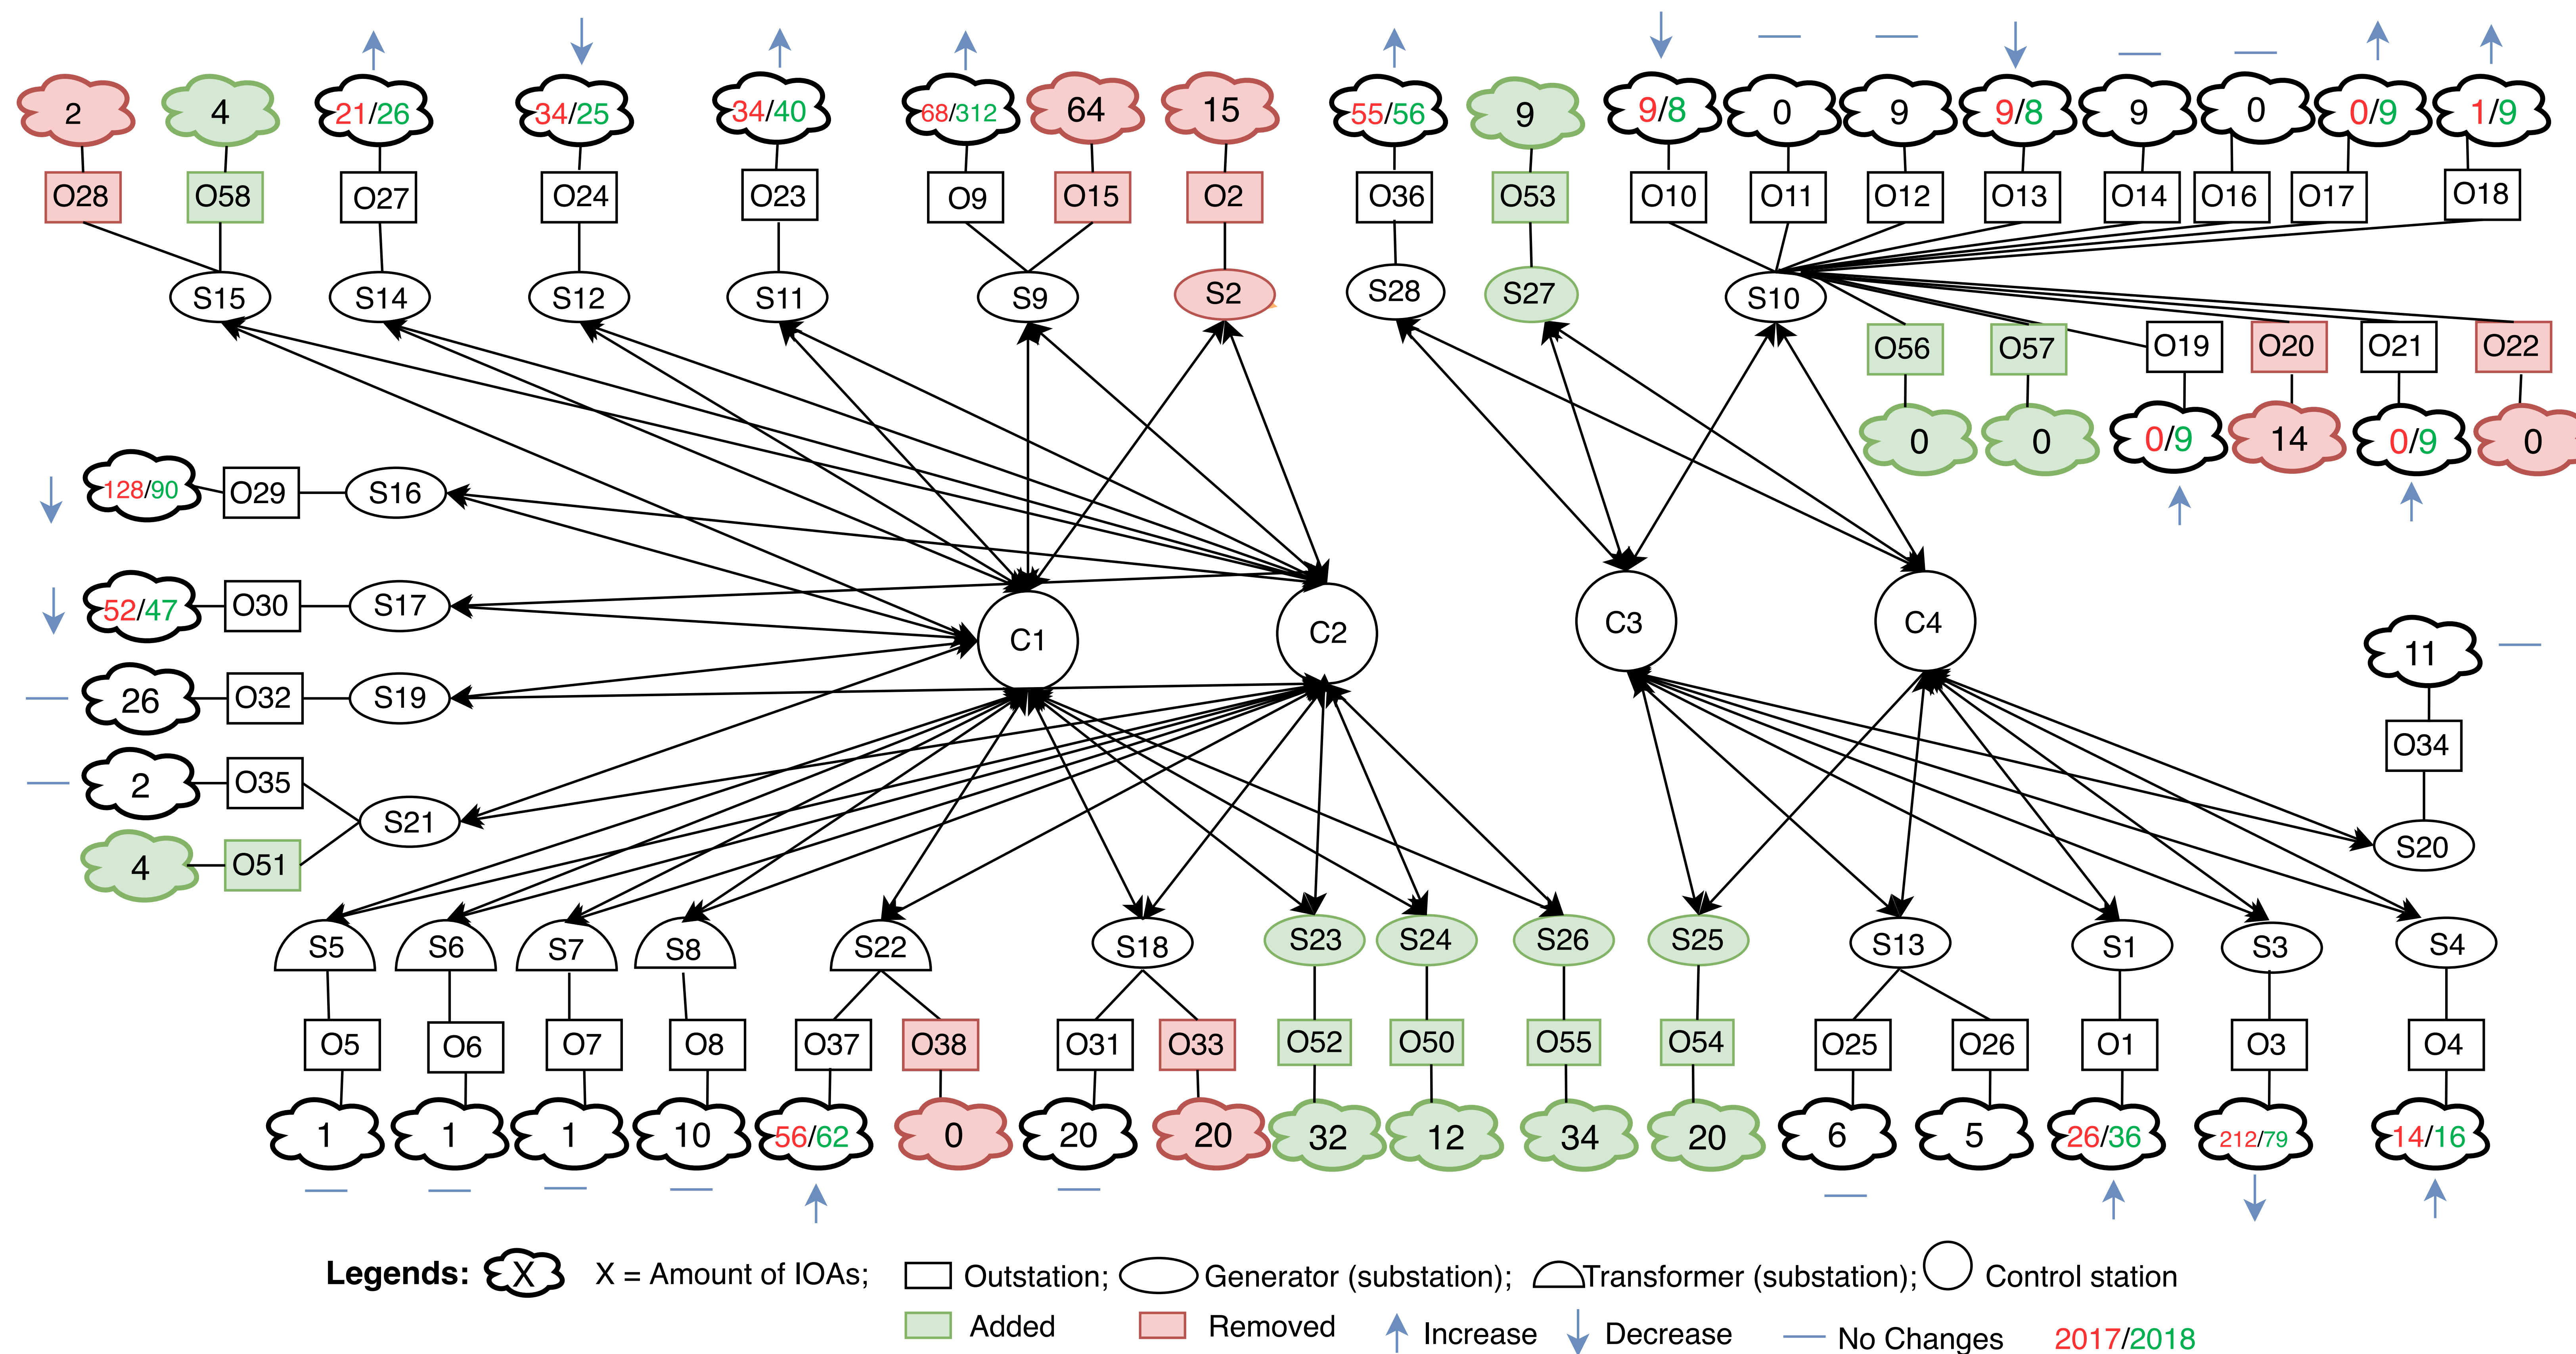 2 4 21/26 34/25 34/40 68/312 64 15 55/56 9 9/8 0 9 9/8 9 0 0/9 1/9
O28 O58 O27 O24 O23 O9 O15 O2 O36 O53 O10 O11 O12 O13 O14 O16 O17 O18
S15 S14 S12 S11 S9 S2 S28 S27 S10
O56 O57 O19 O20 O21 O22
0 0 0/9 14 0/9 0
128/90 O29 S16
52/47 O30 S17
C1 C2 C3 C4
11
26 O32 S19
O34
2 O35
S21
S20
4 O51
S5 S6 S7 S8 S22 S18 S23 S24 S26 S25 S13 S1 S3 S4
O5 O6 O7 O8 O37 O38 O31 O33 O52 O50 O55 O54 O25 O26 O1 O3 O4
1 1 1 10 56/62 0 20 20 32 12 34 20 6 5 26/36 212/79 14/16
Legends: X X = Amount of IOAs; Outstation; Generator (substation); Transformer (substation); Control station
Added Removed Increase Decrease No Changes 2017/2018